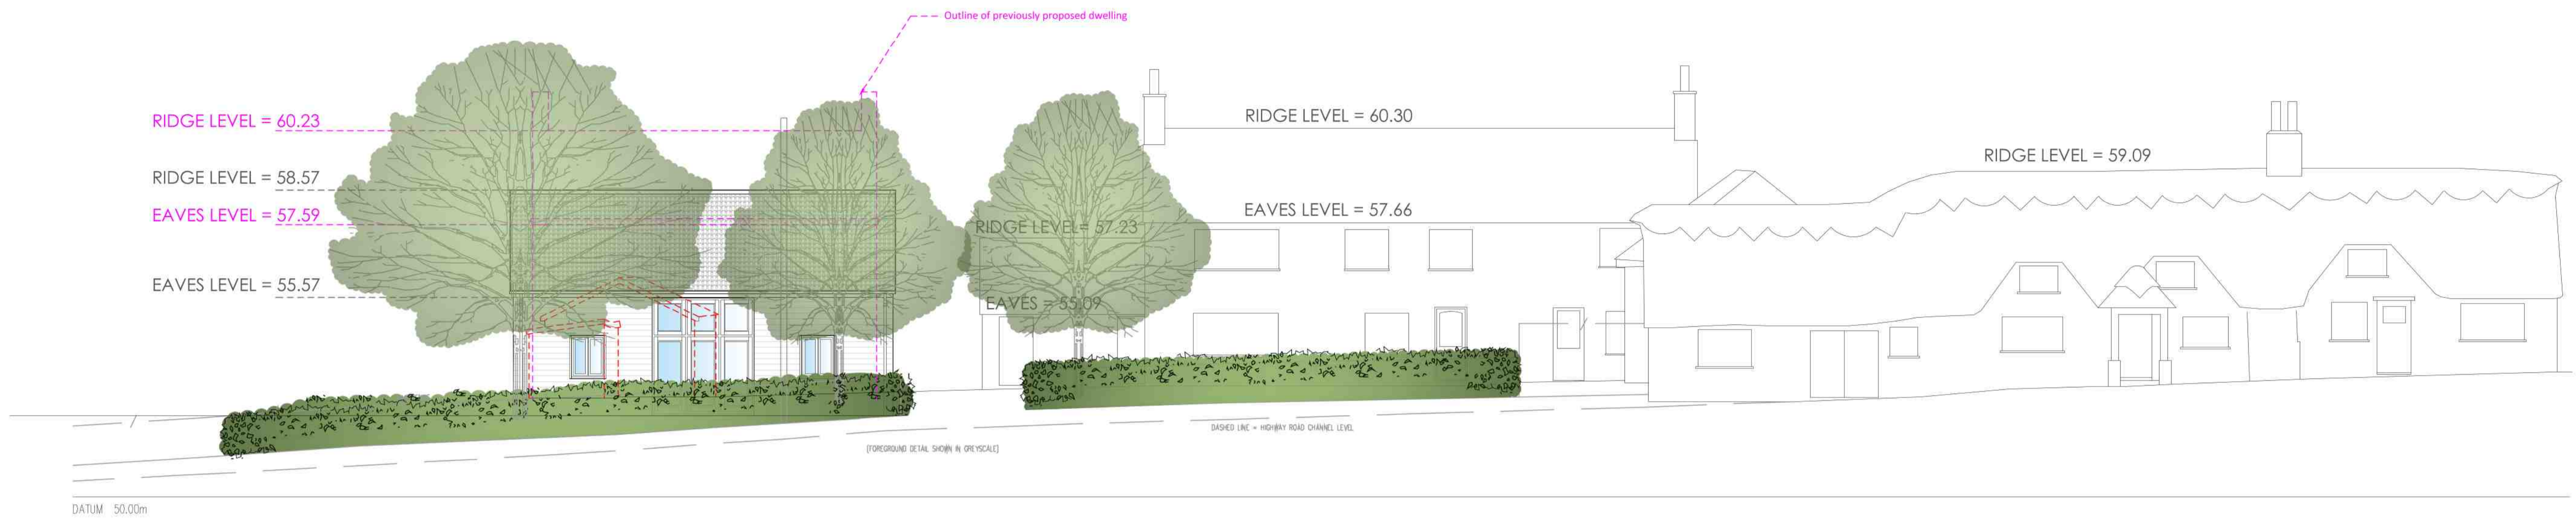 Outline of previously proposed dwelling
RIDGE LEVEL = 60.23
RIDGE LEVEL = 58.57
EAVES LEVEL = 57.59
EAVES LEVEL = 55.57
RIDGE LEVEL = 60.30
EAVES LEVEL = 57.66
RIDGE LEVEL= 57.23
EAVES = 55.09
RIDGE LEVEL = 59.09
DASHED LINE = HIGHWAY ROAD CHANNEL LEVEL
[FOREGROUND DETAIL SHOWN IN GREYSCALE]
DATUM 50.00m